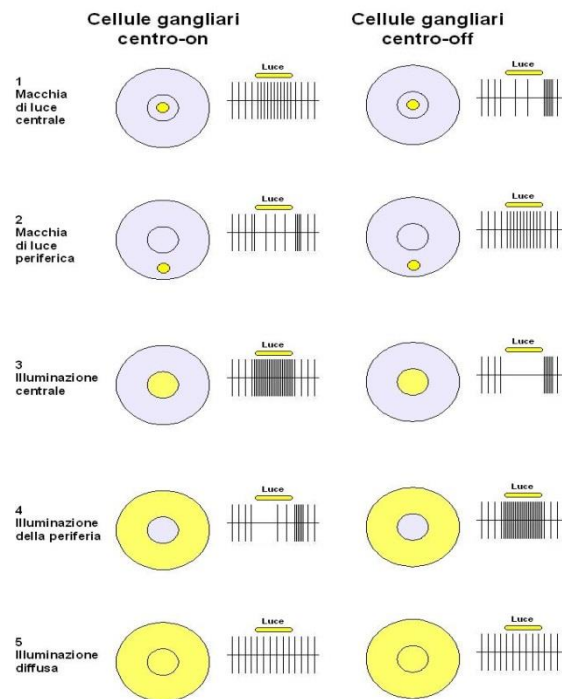 Cellule gangliari
centro-on
Cellule gangliari
centro-off
1
Macchia
di luce
centrale
Luce
Luce
2
Macchia
di luce
periferica
Luce
Luce
3
Illuminazione
centrale
Luce
Luce
4
Illuminazione
della periferia
Luce
Luce
5
Illuminazione
diffusa
Luce
Luce